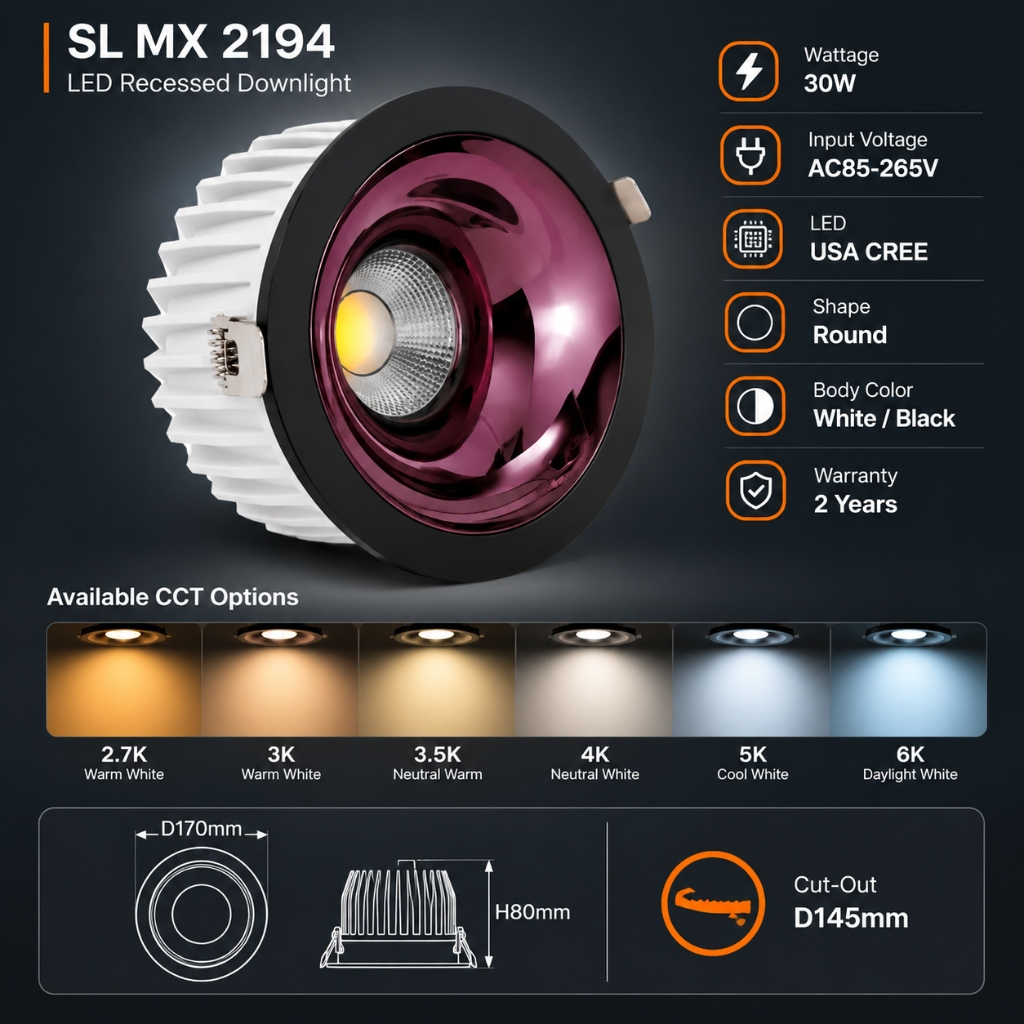 SL MX 2194
LED Recessed Downlight
Wattage
30W
Input Voltage
AC85-265V
LED
USA CREE
Shape
Round
Body Color
White / Black
Warranty
2 Years
Available CCT Options
2.7K
Warm White
3K
Warm White
3.5K
Neutral Warm
4K
Neutral White
5K
Cool White
6K
Daylight White
D170mm
H80mm
Cut-Out
D145mm